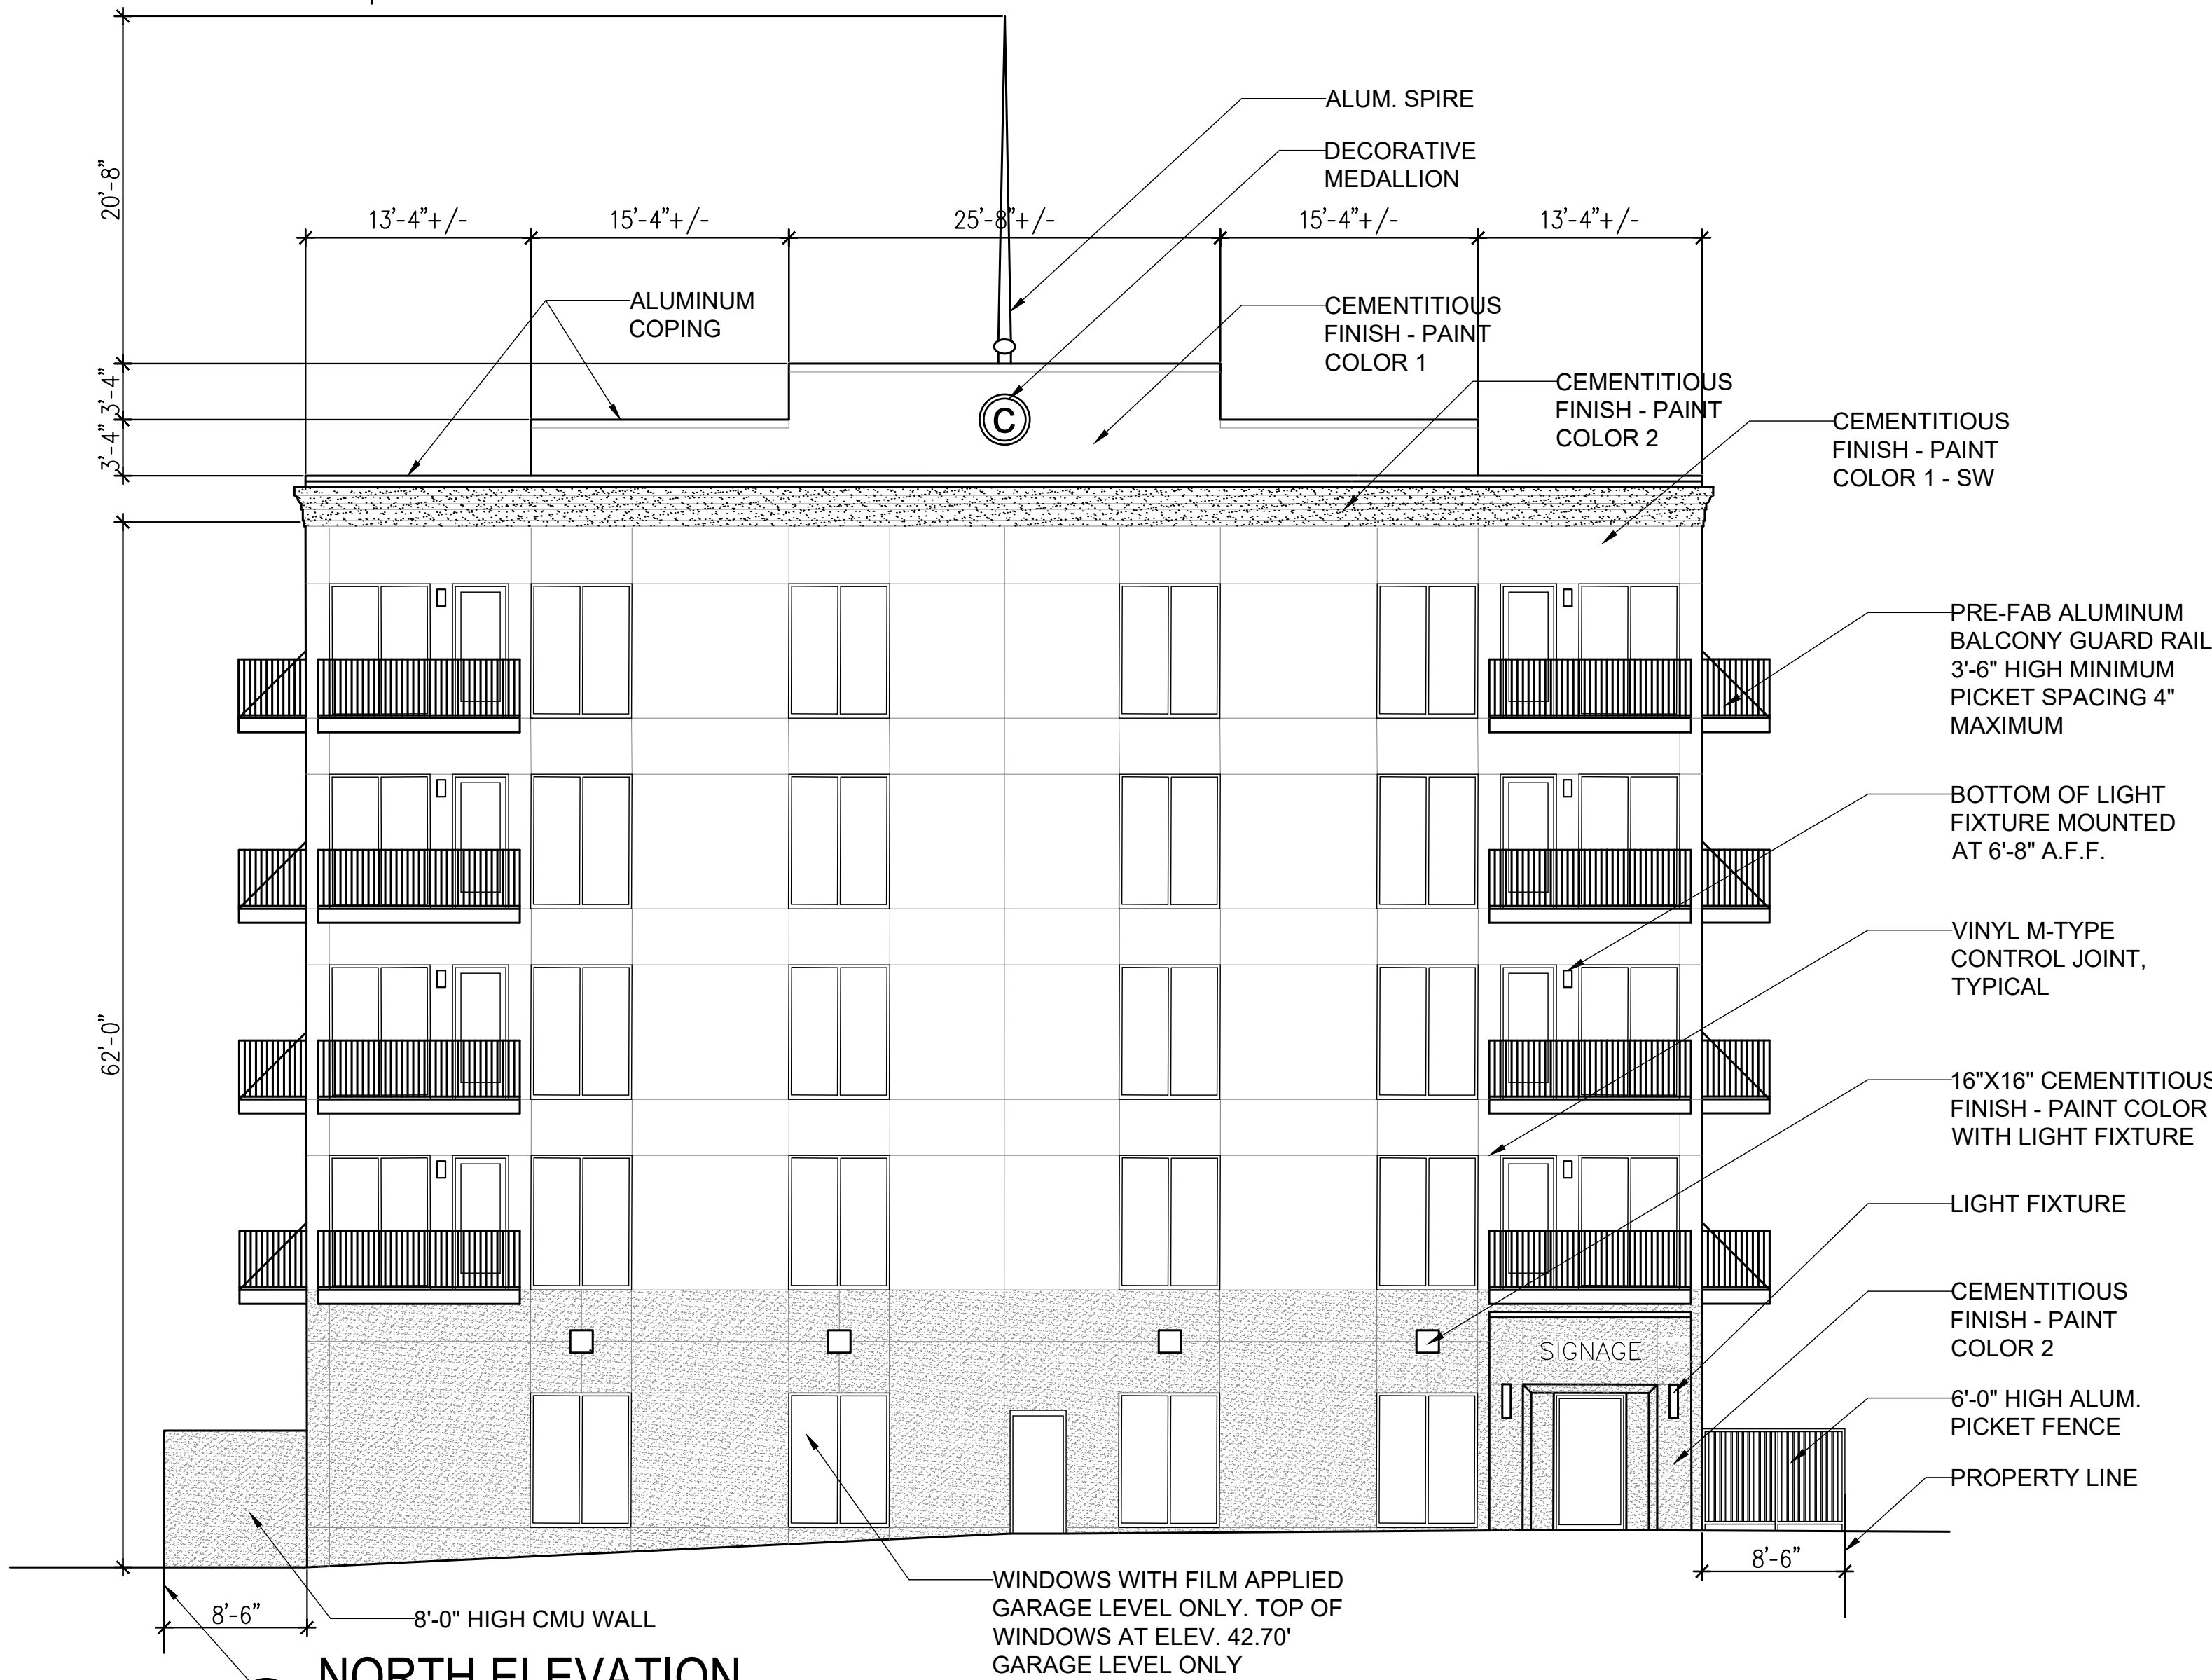 20'-8"
3'-4"
3'-4"
62'-0"
13'-4"+/-
15'-4"+/-
25'-8"+/-
15'-4"+/-
13'-4"+/-
ALUM. SPIRE
DECORATIVE
MEDALLION
ALUMINUM
COPING
CEMENTITIOUS
FINISH - PAINT
COLOR 1
C
CEMENTITIOUS
FINISH - PAINT
COLOR 2
CEMENTITIOUS
FINISH - PAINT
COLOR 1 - SW
PRE-FAB ALUMINUM
BALCONY GUARD RAIL
3'-6" HIGH MINIMUM
PICKET SPACING 4"
MAXIMUM
BOTTOM OF LIGHT
FIXTURE MOUNTED
AT 6'-8" A.F.F.
VINYL M-TYPE
CONTROL JOINT,
TYPICAL
16"X16" CEMENTITIOUS
FINISH - PAINT COLOR
WITH LIGHT FIXTURE
LIGHT FIXTURE
CEMENTITIOUS
FINISH - PAINT
COLOR 2
SIGNAGE
6'-0" HIGH ALUM.
PICKET FENCE
PROPERTY LINE
8'-6"
8'-6"
8'-0" HIGH CMU WALL
WINDOWS WITH FILM APPLIED
GARAGE LEVEL ONLY. TOP OF
WINDOWS AT ELEV. 42.70'
GARAGE LEVEL ONLY
NORTH ELEVATION